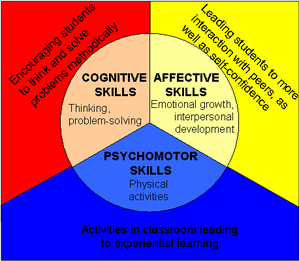 Encouraging students
to think and solve
problems methodically
Leading students to more
interaction with peers, as
well as self-confidence
COGNITIVE
SKILLS
Thinking,
problem-solving
AFFECTIVE
SKILLS
Emotional growth,
interpersonal
development
PSYCHOMOTOR
SKILLS
Physical
activities
Activities in classroom leading
to experiential learning